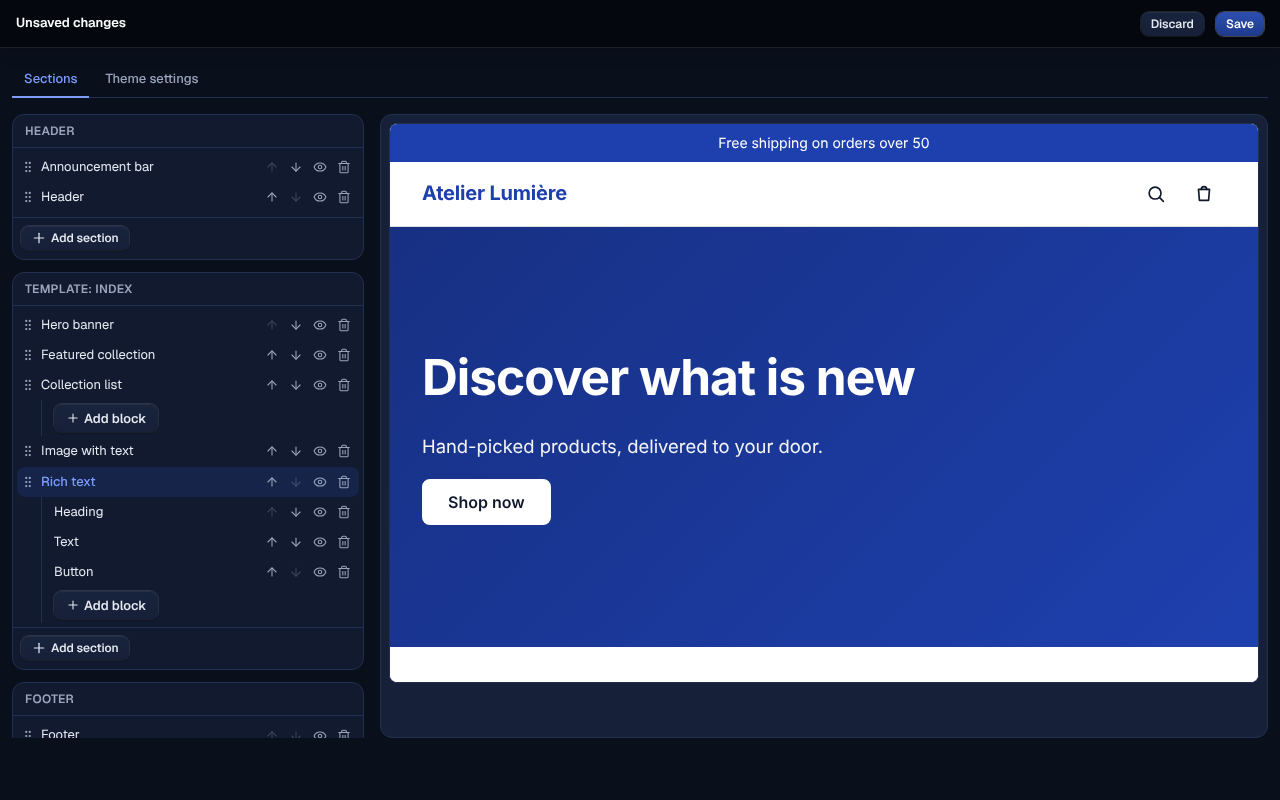 Unsaved changes
Discard
Save
Sections
Theme settings
HEADER
Announcement bar
Header
Add section
TEMPLATE: INDEX
Hero banner
Featured collection
Collection list
Add block
Image with text
Rich text
Heading
Text
Button
Add block
Add section
FOOTER
Footer
Free shipping on orders over 50
Atelier Lumière
Discover what is new
Hand-picked products, delivered to your door.
Shop now